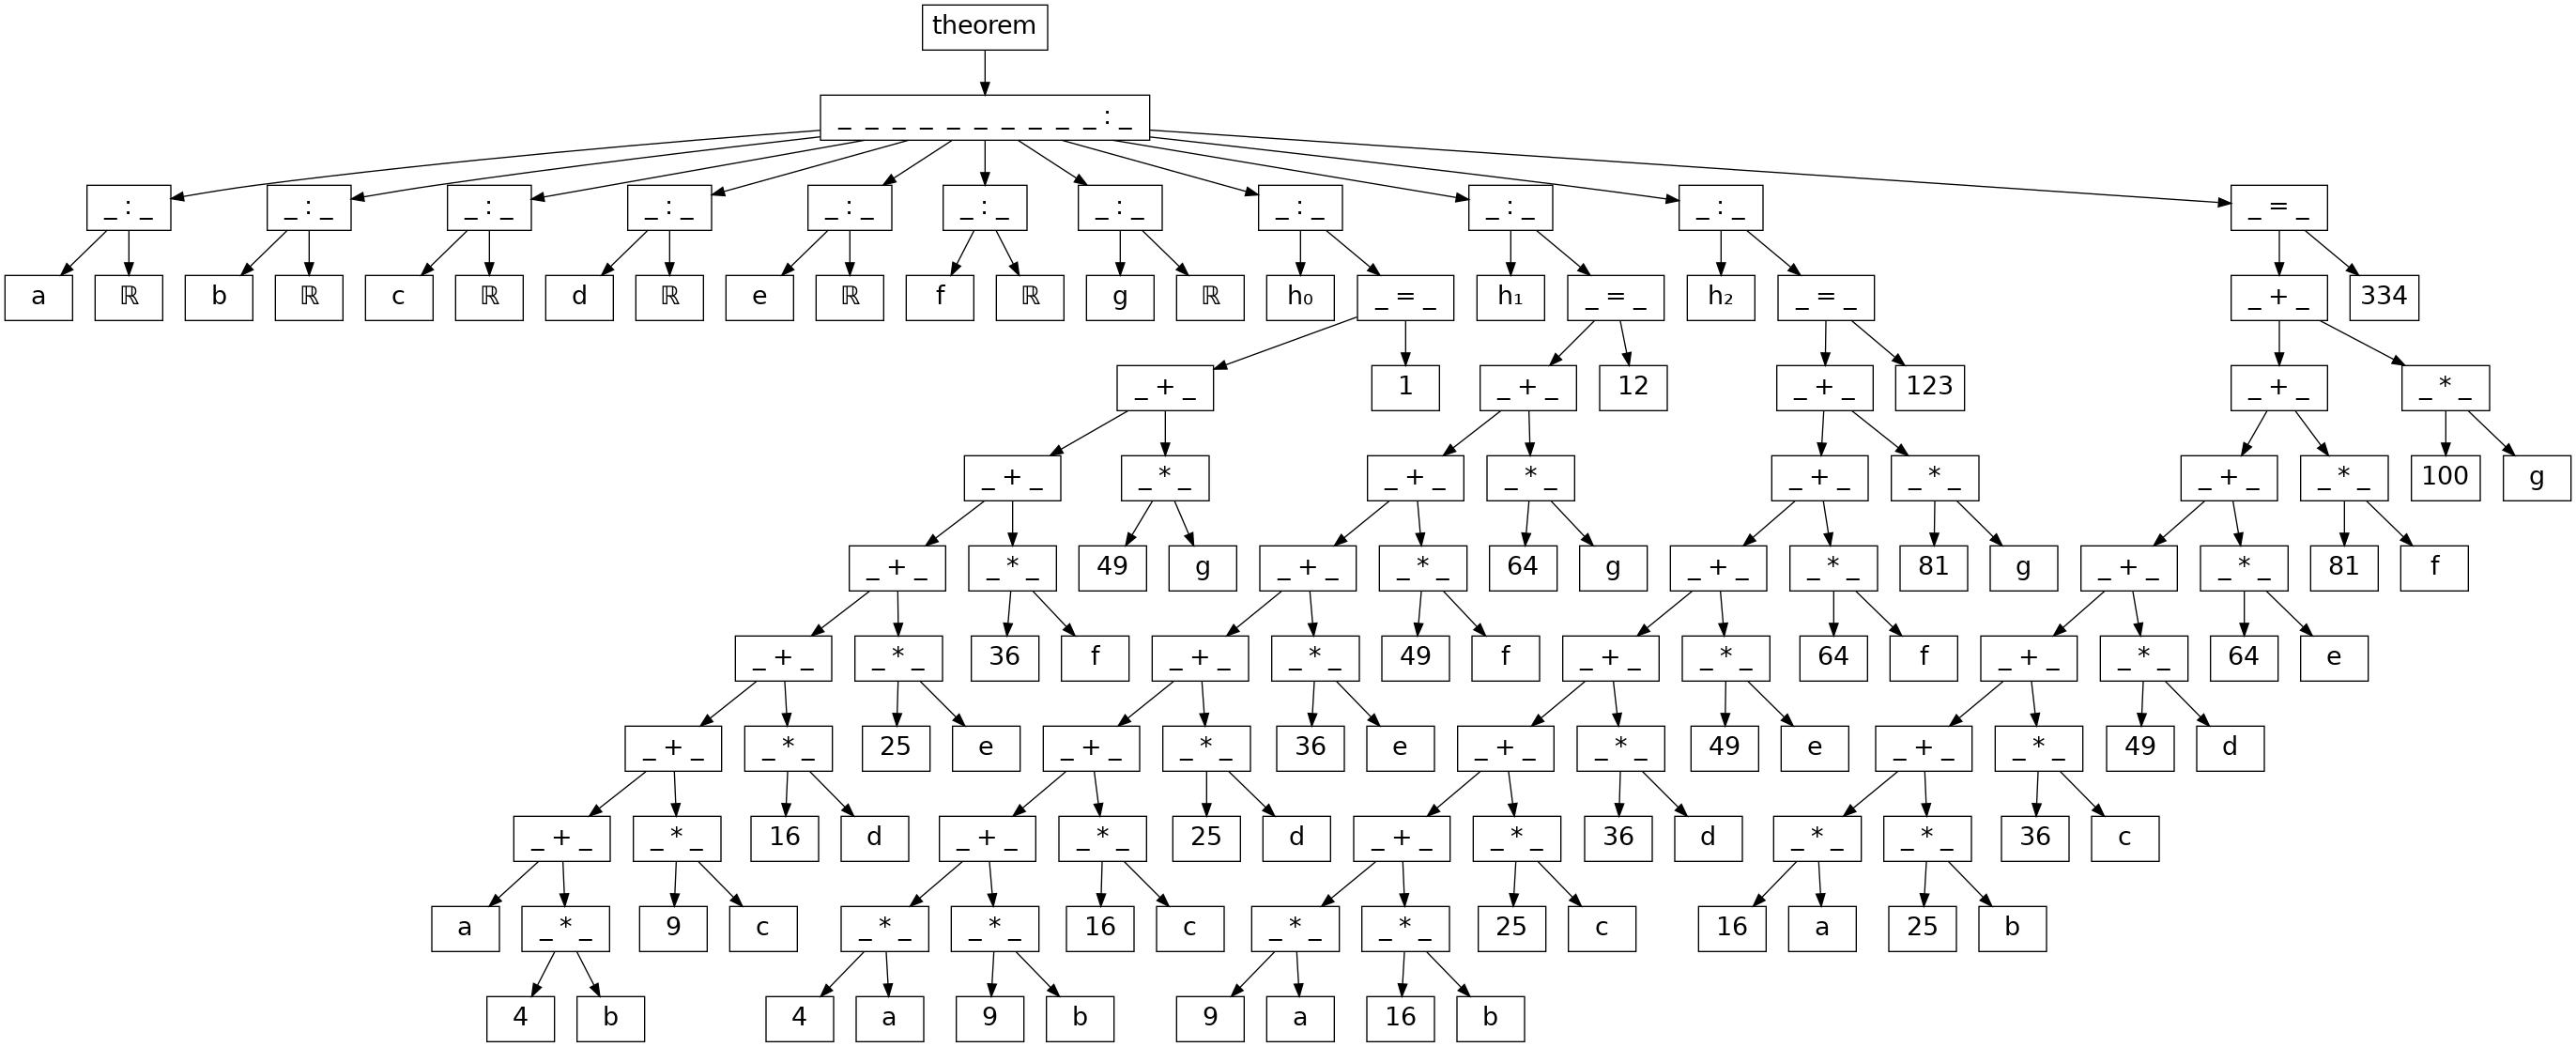 theorem
_ _ _ _ _ _ _ _ _ _ : _
_ : _ _ : _ _ : _ _ : _ _ : _ _ : _ _ : _ _ : _ _ : _ _ : _ _ = _
a ℝ b ℝ c ℝ d ℝ e ℝ f ℝ g ℝ h₀ _ = _ h₁ _ = _ h₂ _ = _ _ + _ 334
_ + _ 1 _ + _ 12 _ + _ 123 _ + _ _ * _
_ + _ _ * _ _ + _ _ * _ _ + _ _ * _ _ + _ _ * _ 100 g
_ + _ _ * _ 49 g _ + _ _ * _ 64 g _ + _ _ * _ 81 g _ + _ _ * _ 81 f
_ + _ _ * _ 36 f _ + _ _ * _ 49 f _ + _ _ * _ 64 f _ + _ _ * _ 64 e
_ + _ _ * _ 25 e _ + _ _ * _ 36 e _ + _ _ * _ 49 e _ + _ _ * _ 49 d
_ + _ _ * _ 16 d _ + _ _ * _ 25 d _ + _ _ * _ 36 d _ * _ _ * _ 36 c
a _ * _ 9 c _ * _ _ * _ 16 c _ * _ _ * _ 25 c 16 a 25 b
4 b 4 a 9 b 9 a 16 b